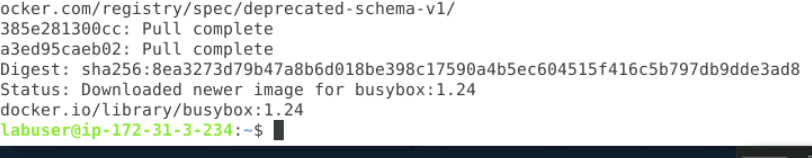 ocker.com/registry/spec/deprecated-schema-v1/
385e281300cc: Pull complete
a3ed95caeb02: Pull complete
Digest: sha256:8ea3273d79b47a8b6d018be398c17590a4b5ec604515f416c5b797db9dde3ad8
Status: Downloaded newer image for busybox:1.24
docker.io/library/busybox:1.24
labuser@ip-172-31-3-234:~$